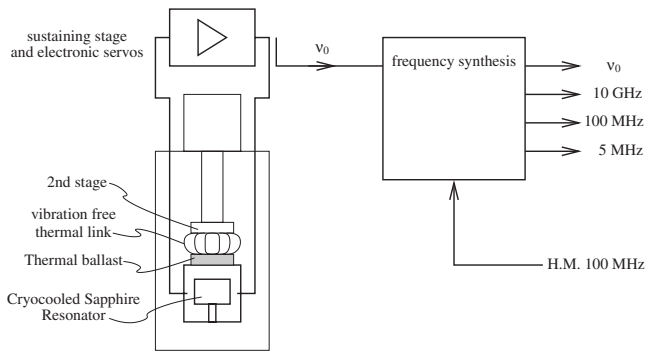 sustaining stage
and electronic servos
ν0
frequency synthesis
ν0
10 GHz
100 MHz
5 MHz
2nd stage
vibration free
thermal link
Thermal ballast
H.M. 100 MHz
Cryocooled Sapphire
Resonator